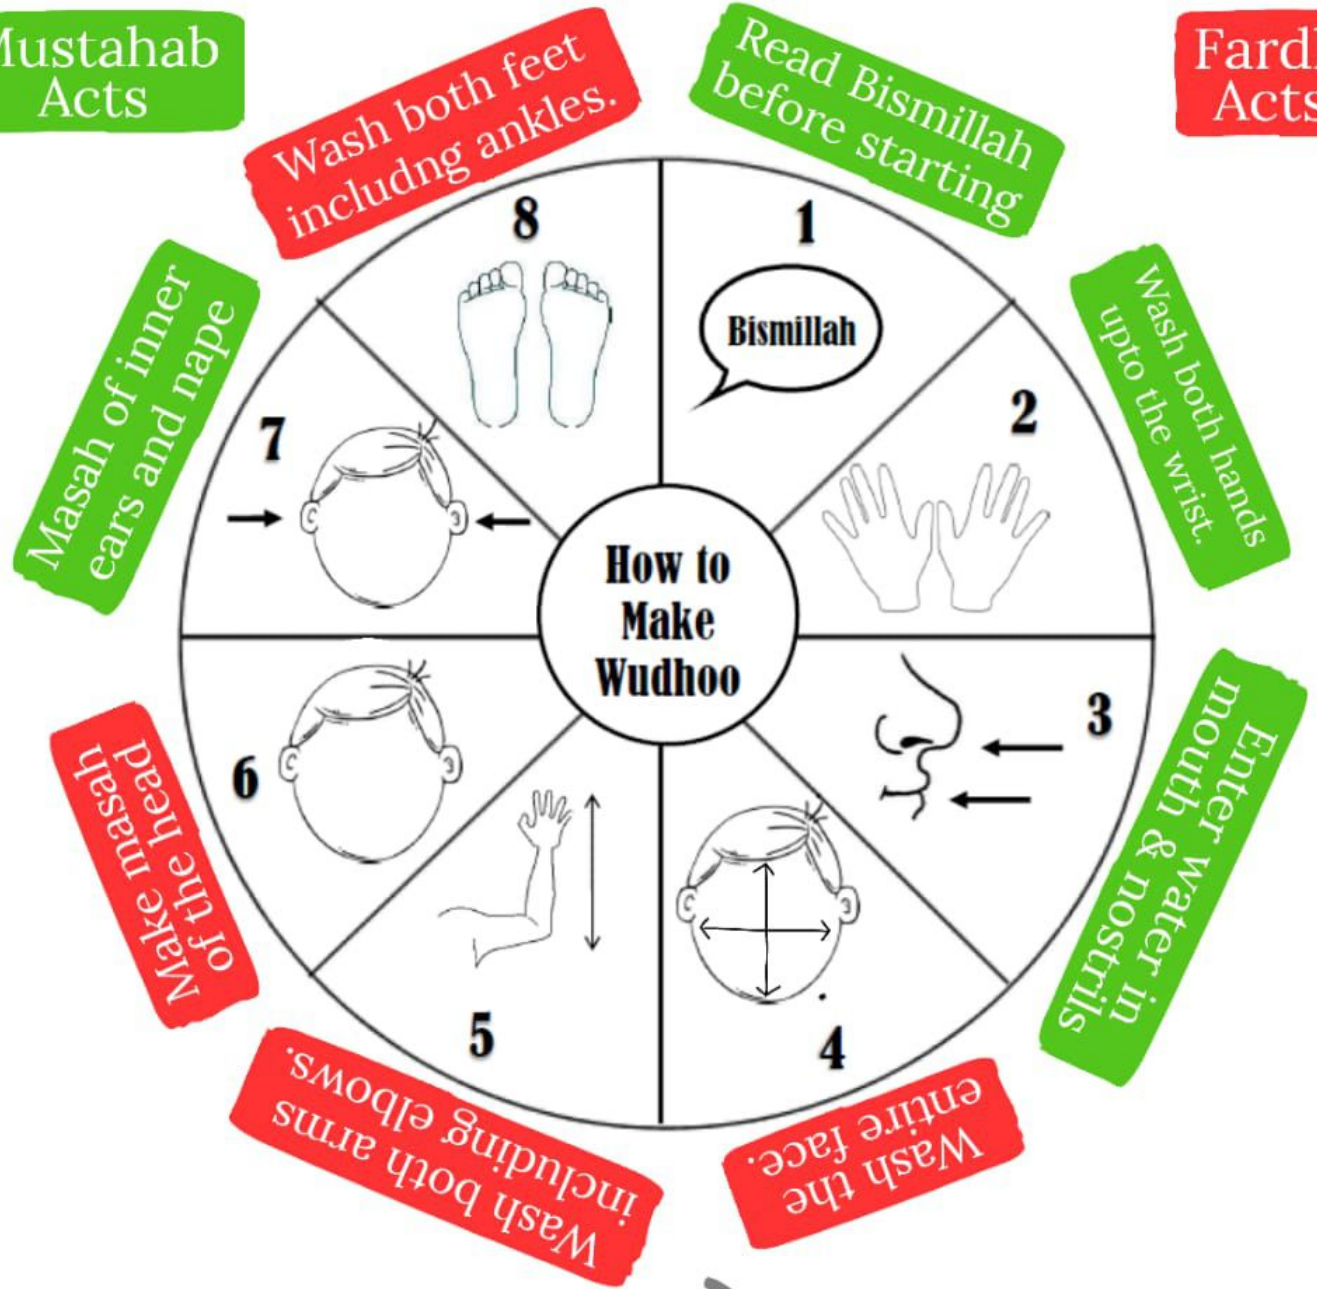 Mustahab
Acts
Fardh
Acts
Read Bismillah
before starting
1
Bismillah
Wash both hands
upto the wrist.
2
Enter water in
mouth & nostrils
3
Wash the
entire face.
4
Wash both arms
including elbows.
5
Make masah
of the head
6
Masah of inner
ears and nape
7
Wash both feet
includng ankles.
8
How to
Make
Wudhoo